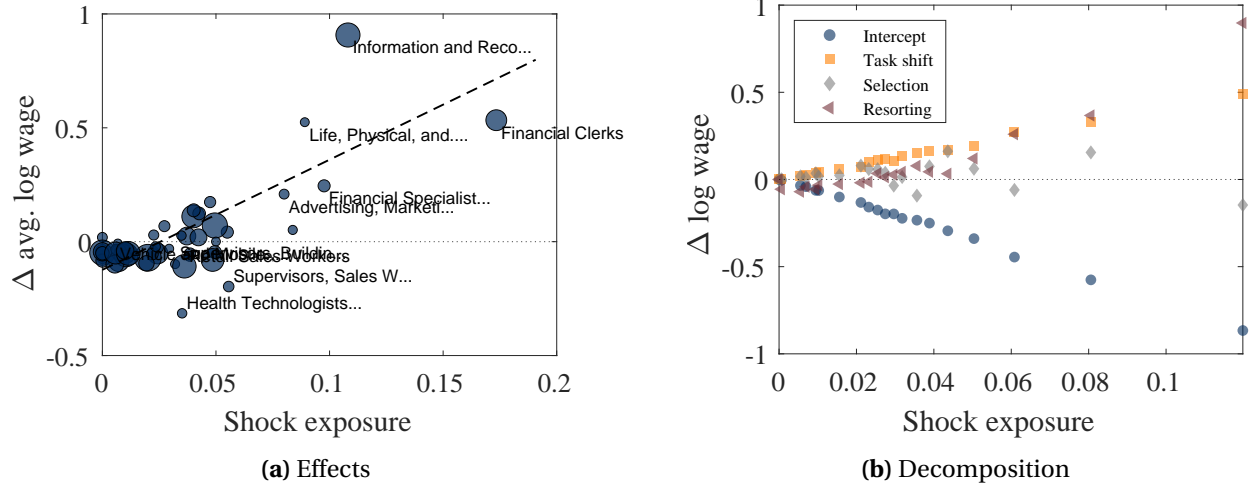 1
0.5
0
-0.5
Δ avg. log wage
Information and Reco...
Life, Physical, and....
Financial Clerks
Financial Specialist...
Advertising, Marketi...
Supervisors, Sales W...
Health Technologists...
0
0.05
0.1
0.15
0.2
Shock exposure
(a) Effects
1
0.5
0
-0.5
-1
Δ log wage
Intercept
Task shift
Selection
Resorting
0
0.02
0.04
0.06
0.08
0.1
Shock exposure
(b) Decomposition